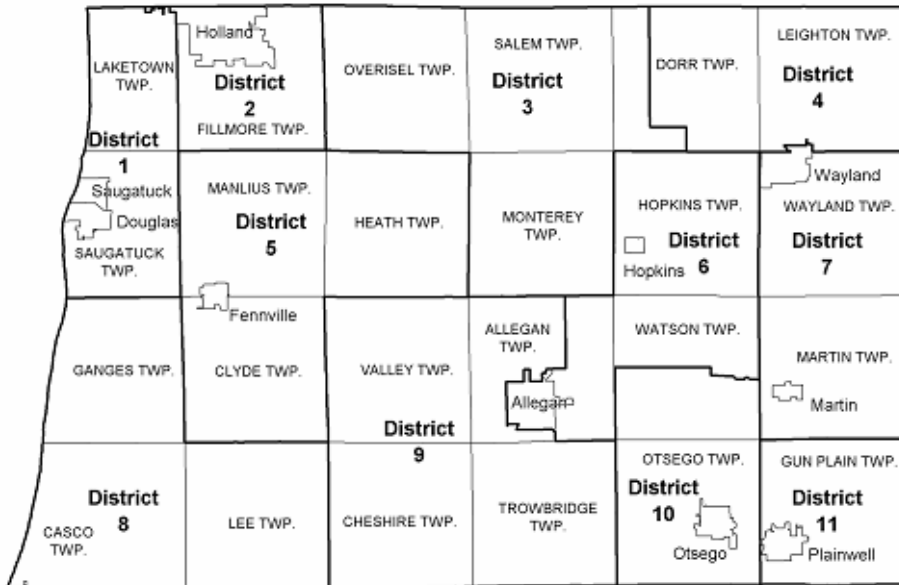 Holland
SALEM TWP.
LEIGHTON TWP.
LAKETOWN
TWP.
OVERISEL TWP.
DORR TWP.
District
2
District
3
District
4
FILLMORE TWP.
District
1
Saugatuck
MANLIUS TWP.
Wayland
Douglas
District
5
HEATH TWP.
MONTEREY
TWP.
HOPKINS TWP.
WAYLAND TWP.
SAUGATUCK
TWP.
District
6
District
7
Hopkins
Fennville
ALLEGAN
TWP.
WATSON TWP.
GANGES TWP.
CLYDE TWP.
VALLEY TWP.
MARTIN TWP.
Allegan
Martin
District
9
OTSEGO TWP.
GUN PLAIN TWP.
District
8
District
10
District
11
CASCO
TWP.
LEE TWP.
CHESHIRE TWP.
TROWBRIDGE
TWP.
Otsego
Plainwell